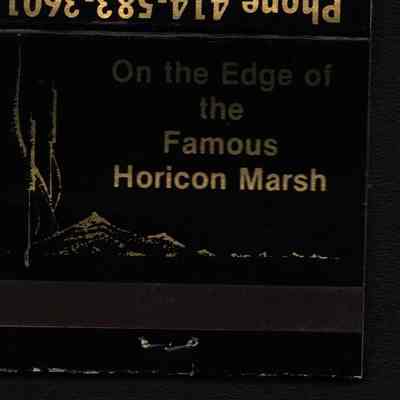 Phone 414-583-3601
On the Edge of
the
Famous
Horicon Marsh